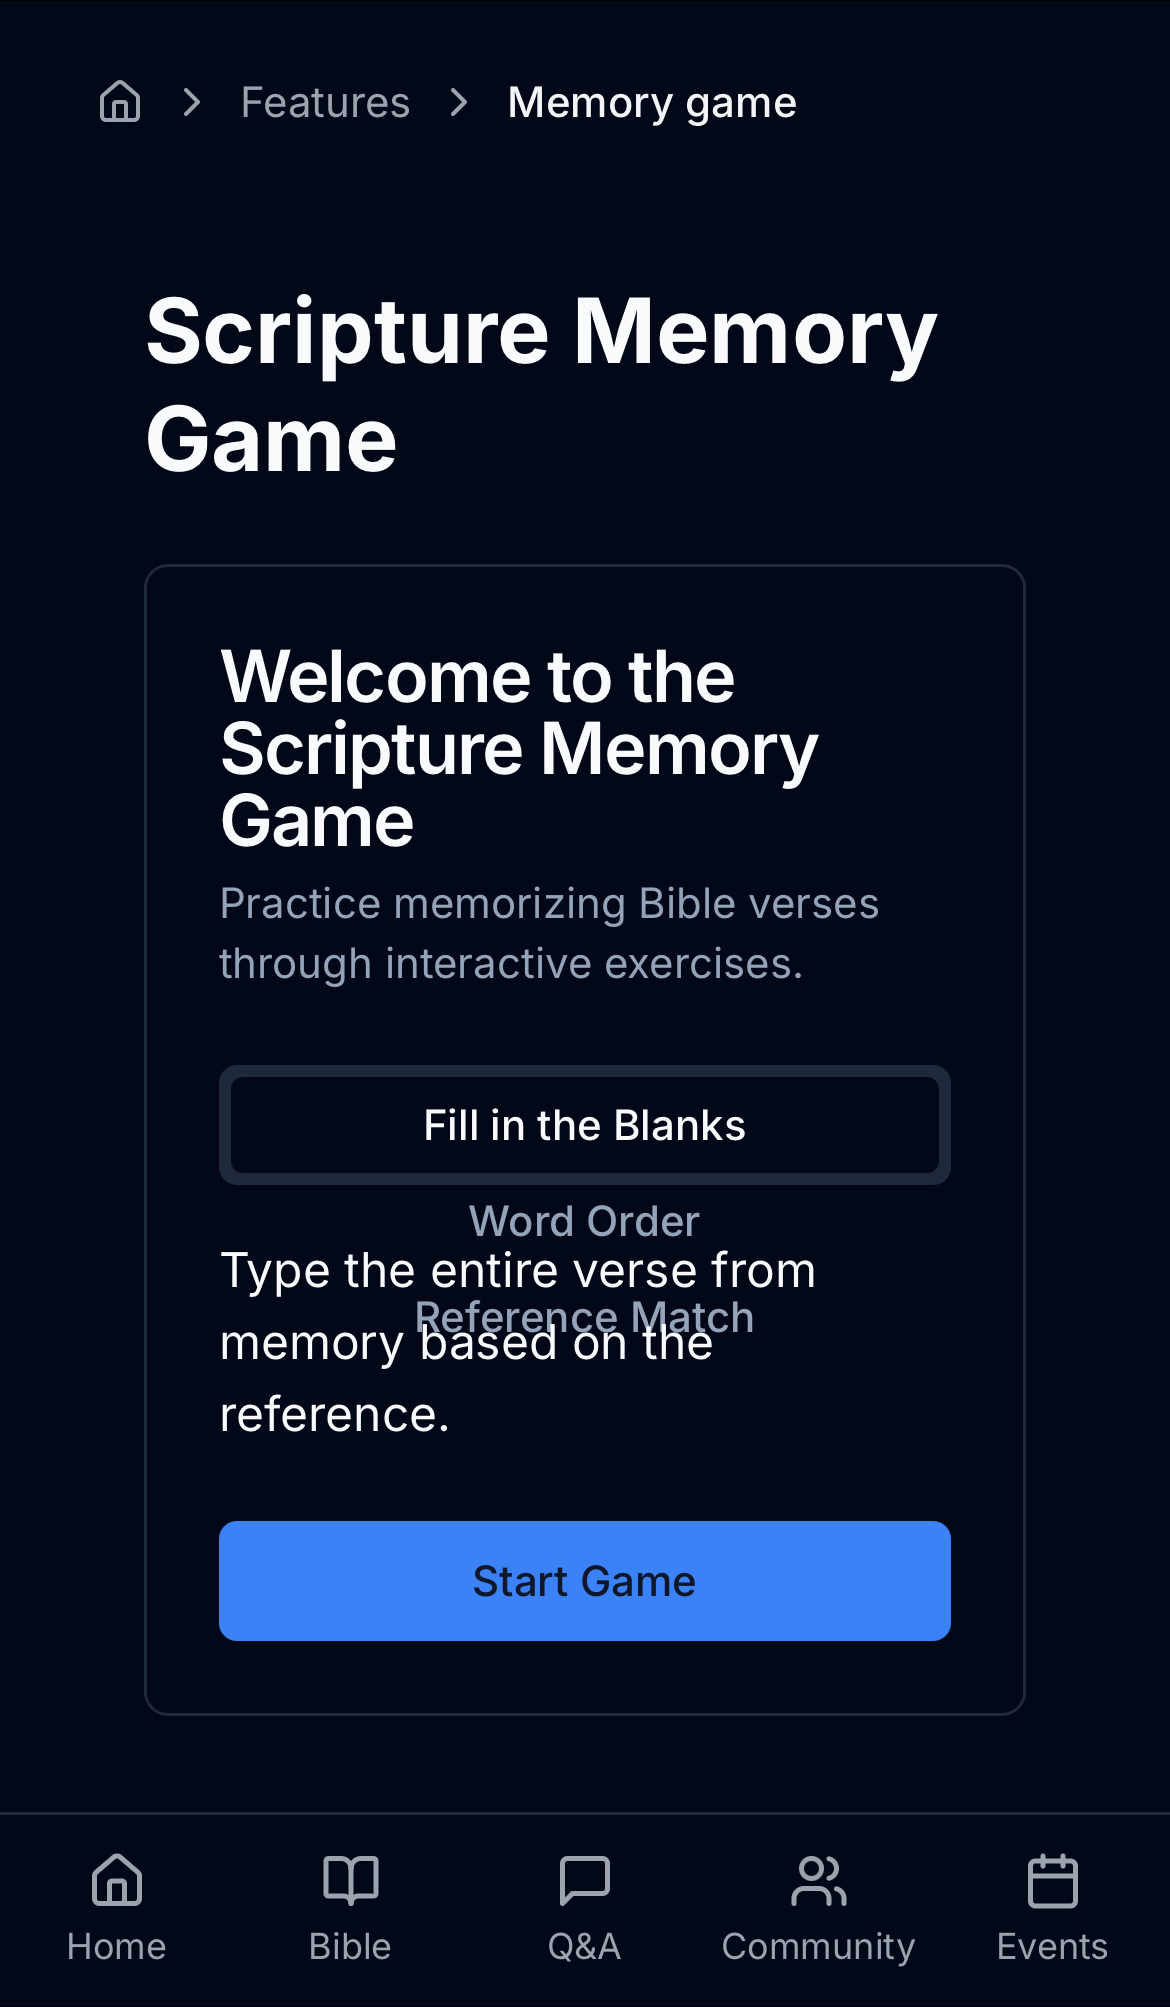 Features > Memory game
Scripture Memory
Game
Welcome to the
Scripture Memory
Game
Practice memorizing Bible verses
through interactive exercises.
Fill in the Blanks
Word Order
Type the entire verse from
Reference Match
memory based on the
reference.
Start Game
Home Bible Q&A Community Events